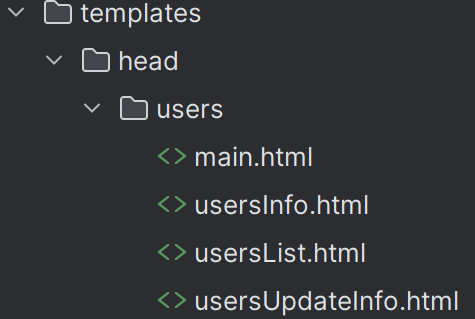 templates
head
users
main.html
usersInfo.html
usersList.html
usersUpdateInfo.html